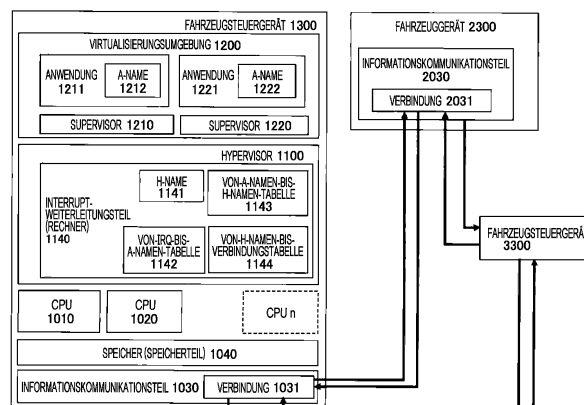 FAHRZEUGSTEUERGERÄT 1300
VIRTUALISIERUNGSUMGEBUNG 1200
ANWENDUNG
1211
A-NAME
1212
ANWENDUNG
1221
A-NAME
1222
SUPERVISOR 1210
SUPERVISOR 1220
HYPERVISOR 1100
INTERRUPT-
WEITERLEITUNGSTEIL
(RECHNER)
1140
H-NAME
1141
VON-A-NAMEN-BIS-
H-NAMEN-TABELLE
1143
VON-IRQ-BIS-
A-NAMEN-TABELLE
1142
VON-H-NAMEN-BIS-
VERBINDUNGSTABELLE
1144
CPU
1010
CPU
1020
CPU n
SPEICHER (SPEICHERTEIL) 1040
INFORMATIONSKOMMUNIKATIONSTEIL 1030
VERBINDUNG 1031
FAHRZEUGGERÄT 2300
INFORMATIONSKOMMUNIKATIONSTEIL
2030
VERBINDUNG 2031
FAHRZEUGSTEUERGERÄ
3300